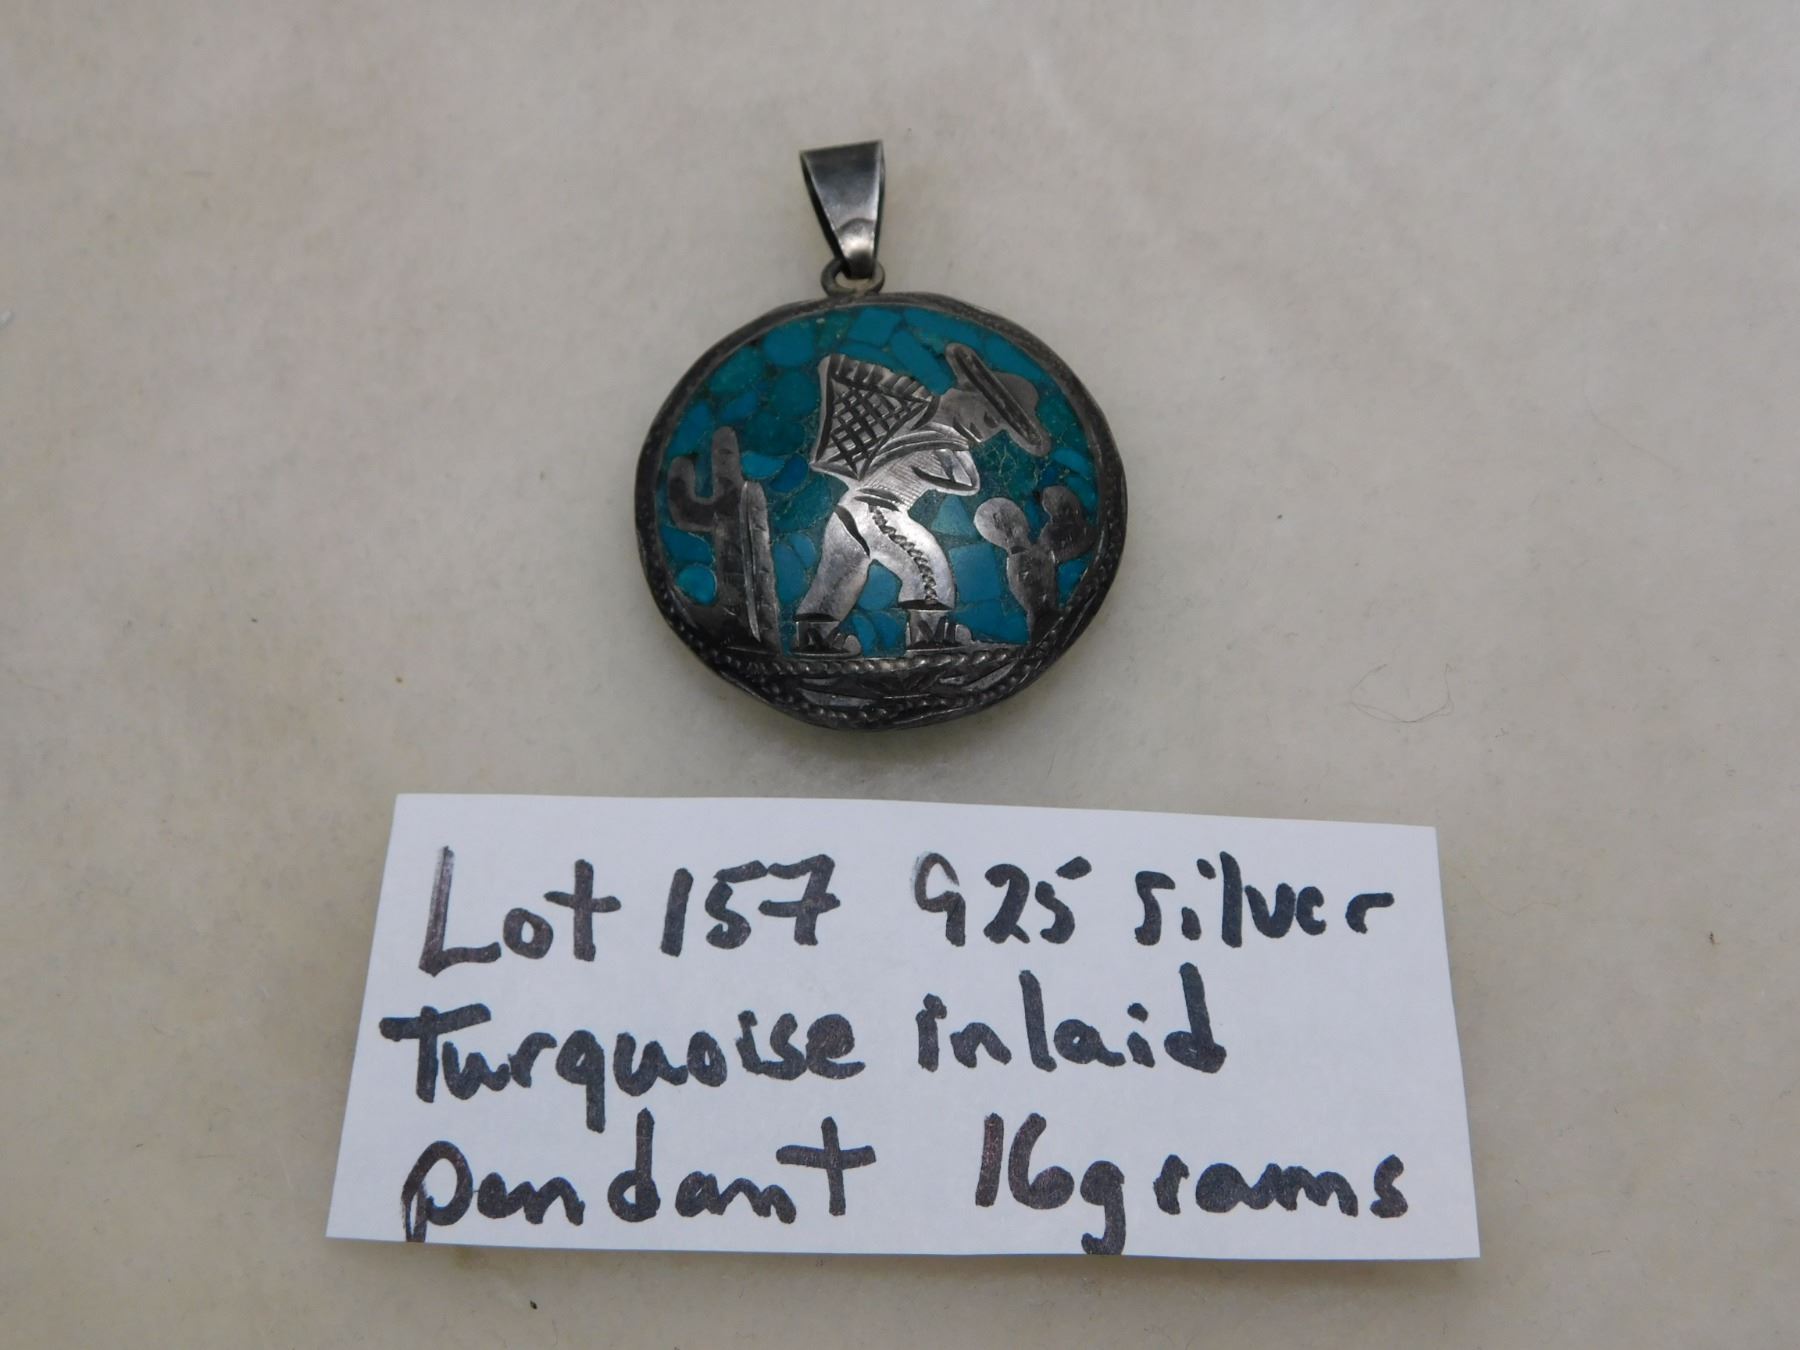 Lot 157 925 silver
Turquoise inlaid
pendant 16grams